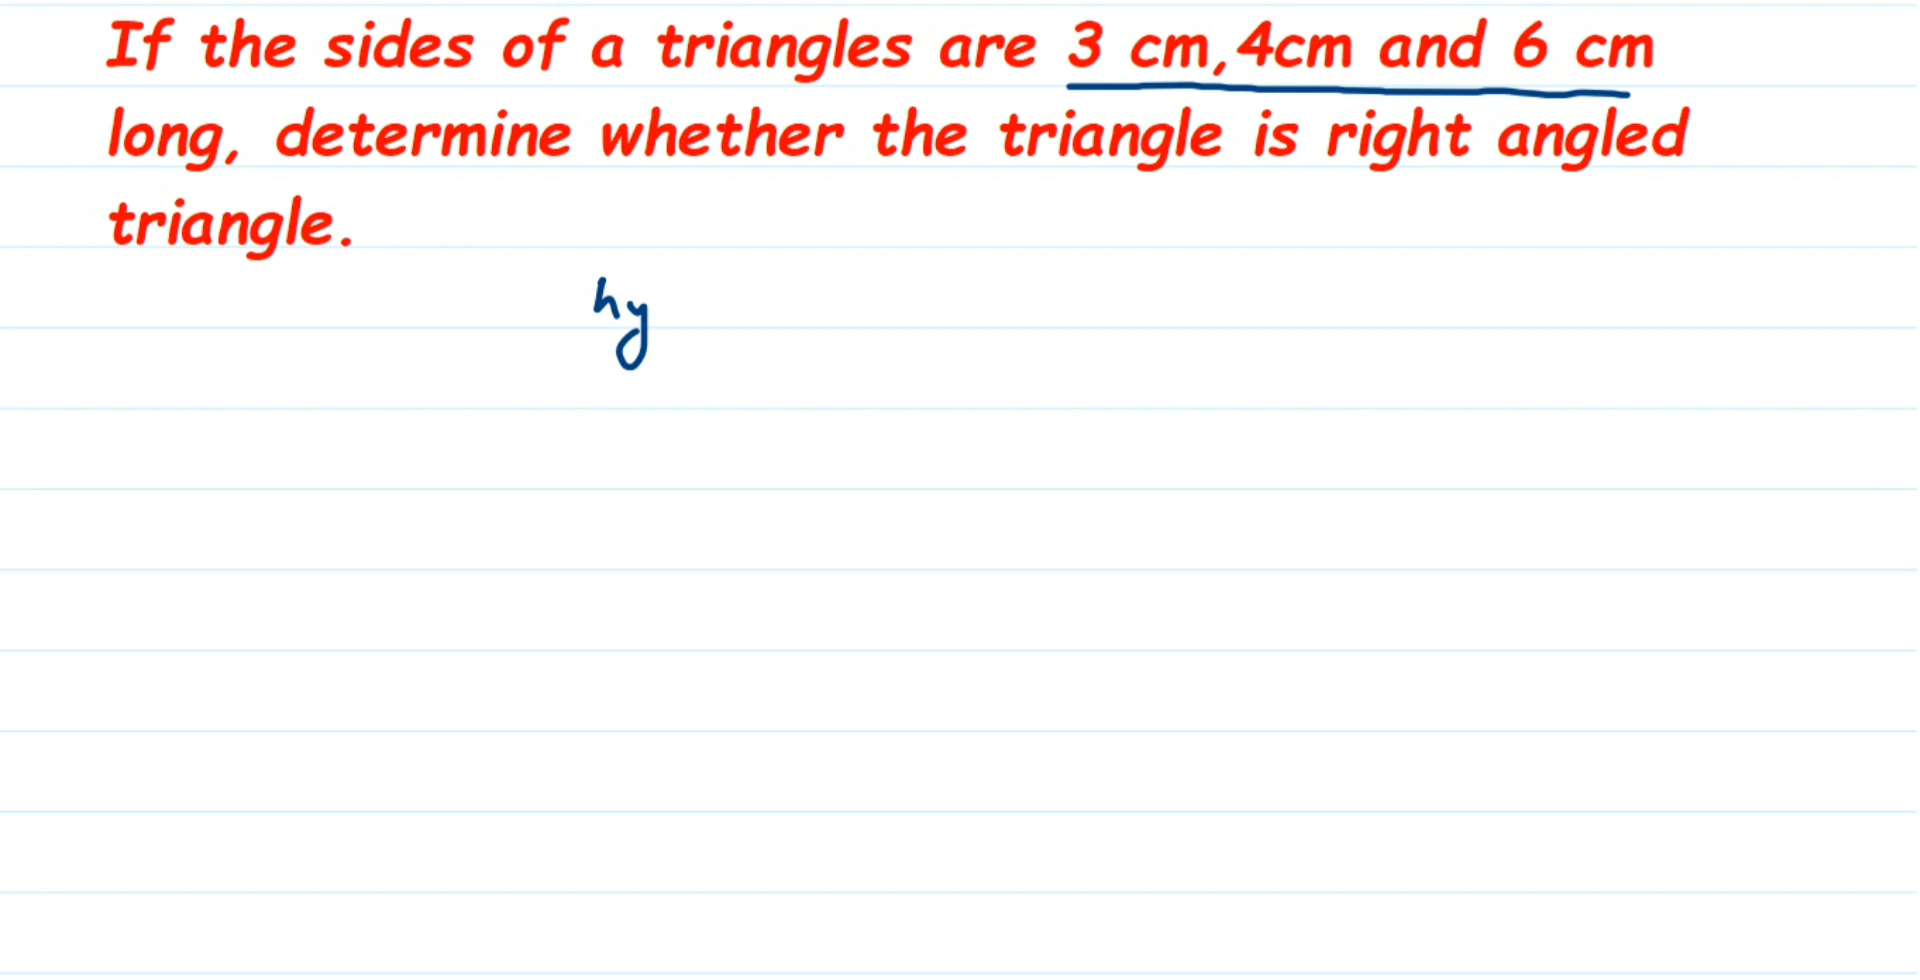 If the sides of a triangles are 3 cm,4cm and 6 cm
long, determine whether the triangle is right angled
triangle.
hy